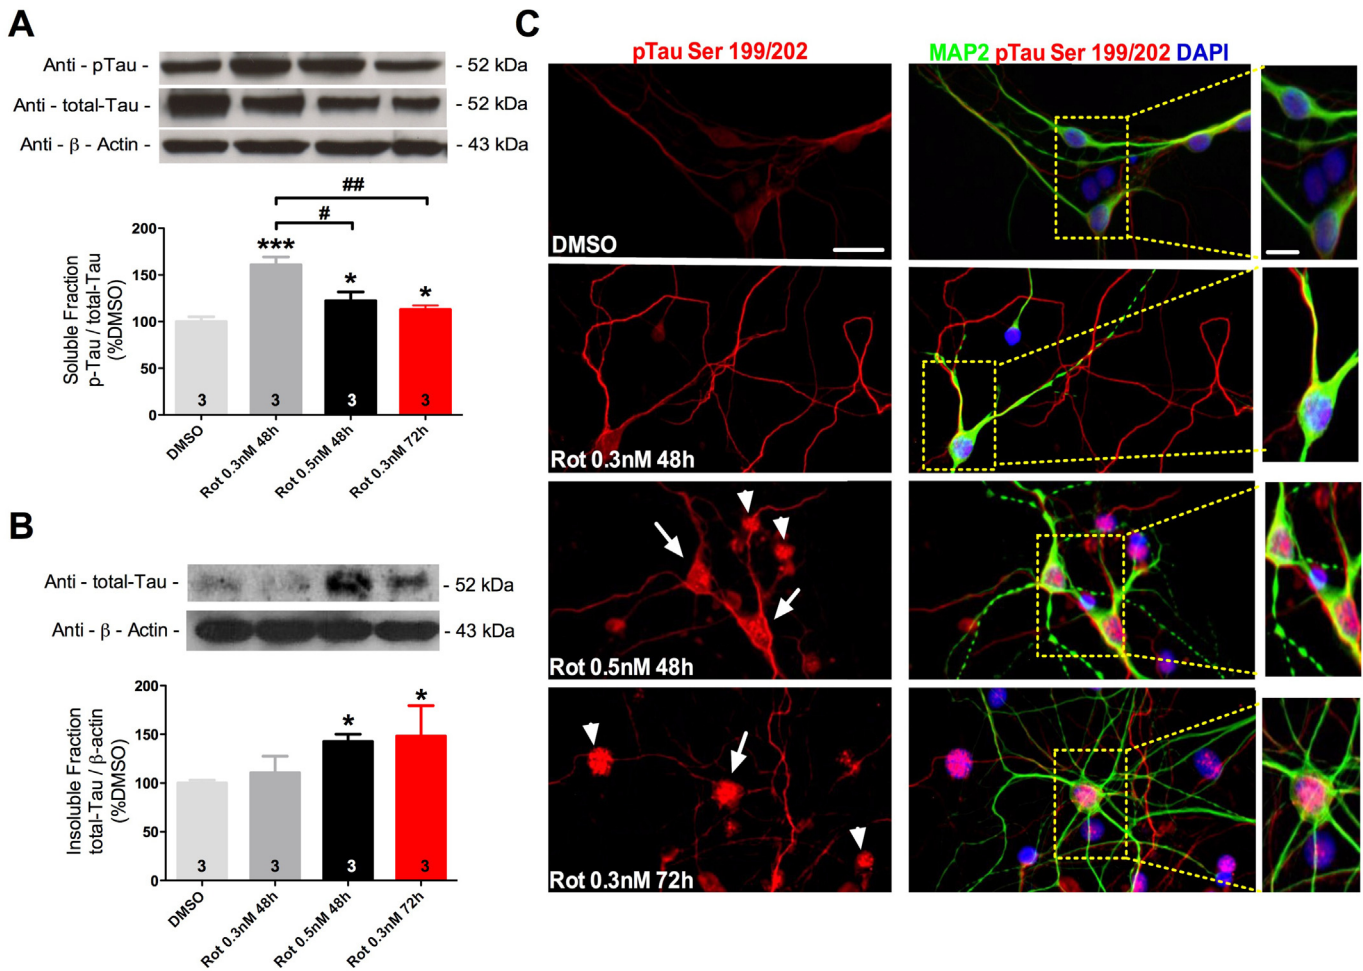 A
Anti - pTau - - 52 kDa
Anti - total-Tau - - 52 kDa
Anti - β - Actin - - 43 kDa
##
#
*** * *
Soluble Fraction
p-Tau / total-Tau
(%DMSO)
200
150
100
50
0
3 3 3 3
DMSO
Rot 0.3nM 48h
Rot 0.5nM 48h
Rot 0.3nM 72h
B
Anti - total-Tau - - 52 kDa
Anti - β - Actin - - 43 kDa
* *
Insoluble Fraction
total-Tau / β-actin
(%DMSO)
200
150
100
50
0
3 3 3 3
DMSO
Rot 0.3nM 48h
Rot 0.5nM 48h
Rot 0.3nM 72h
C
pTau Ser 199/202
MAP2 pTau Ser 199/202 DAPI
DMSO
Rot 0.3nM 48h
Rot 0.5nM 48h
Rot 0.3nM 72h